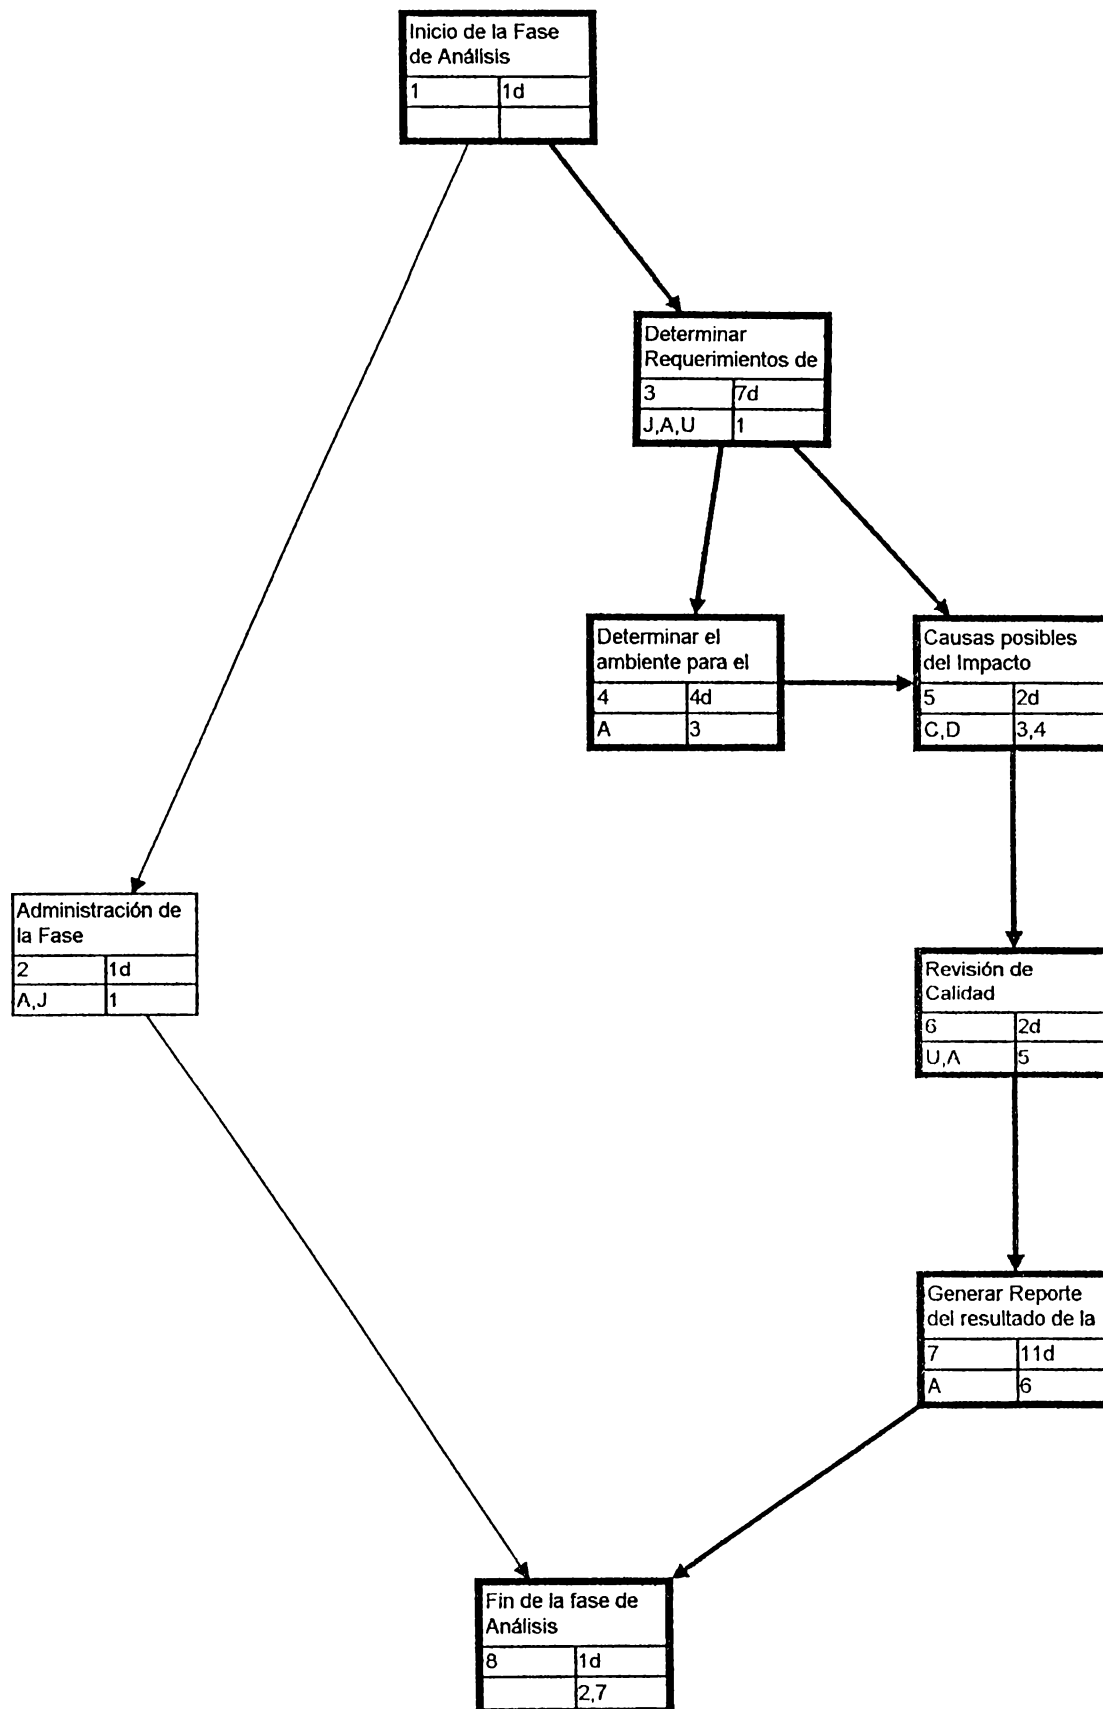 Inicio de la Fase
de Análisis
1 1d
Determinar
Requerimientos de
3 7d
J,A,U 1
Determinar el
ambiente para el
4 4d
A 3
Causas posibles
del Impacto
5 2d
C,D 3,4
Administración de
la Fase
2 1d
A,J 1
Revisión de
Calidad
6 2d
U,A 5
Generar Reporte
del resultado de la
7 11d
A 6
Fin de la fase de
Análisis
8 1d
2,7